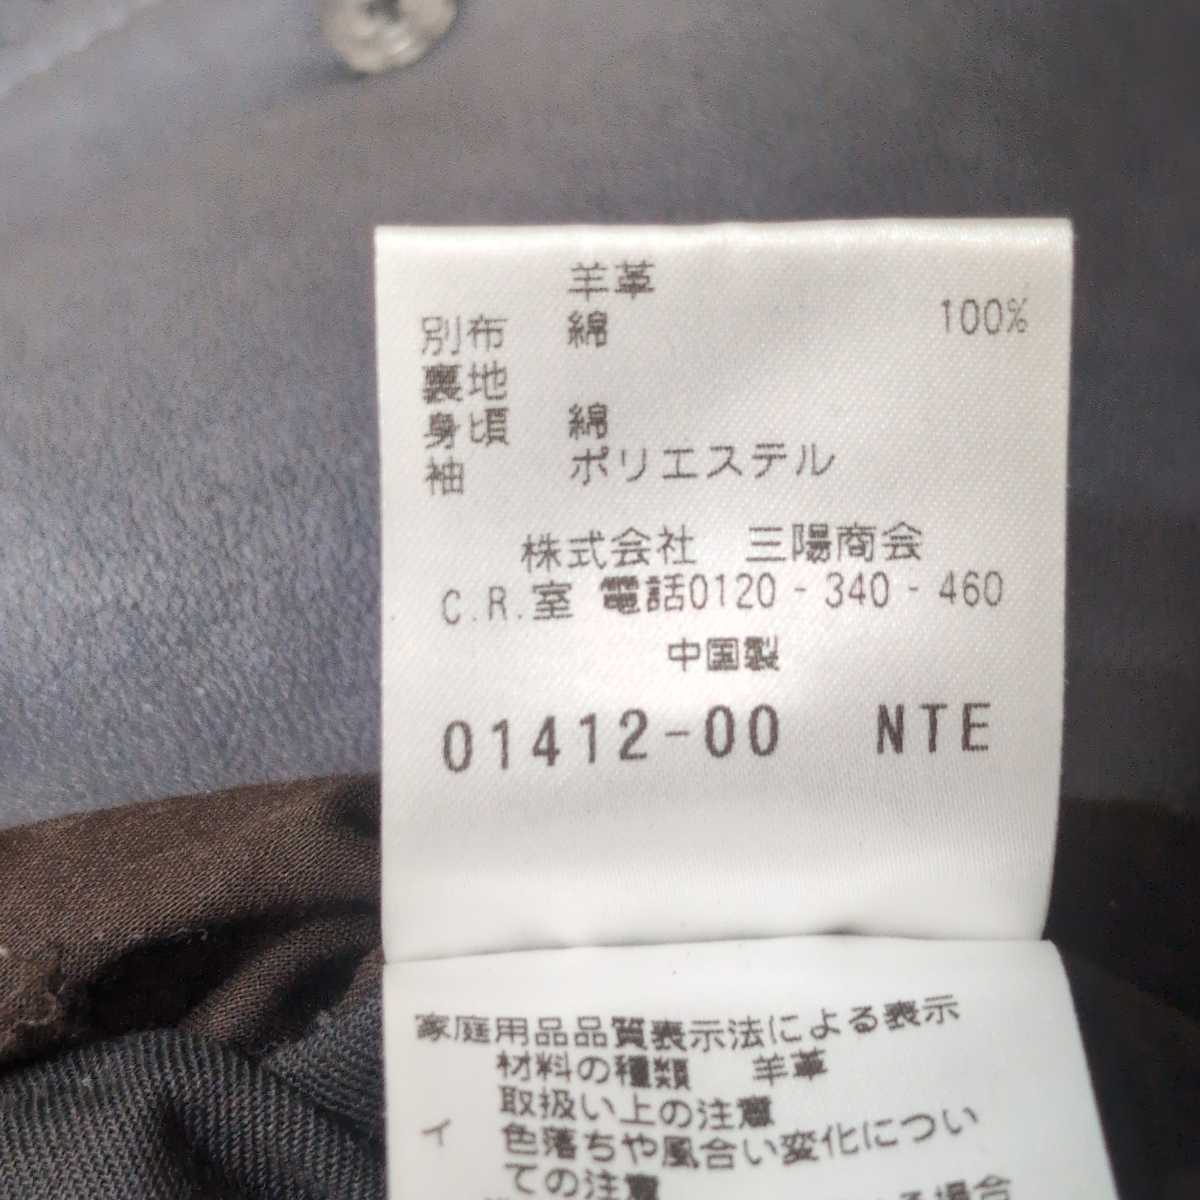 羊革
別布 綿 100%
裏地
身頃 綿
袖 ポリエステル
株式会社 三陽商会
C.R.室 電話0120-340-460
中国製
01412-00 NTE
家庭用品品質表示法による表示
材料の種類 羊革
取扱い上の注意
イ 色落ちや風合い変化につい
ての注意
る場合